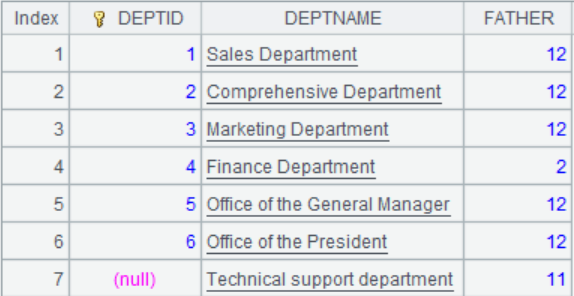 Index DEPTID DEPTNAME FATHER
1 1 Sales Department 12
2 2 Comprehensive Department 12
3 3 Marketing Department 12
4 4 Finance Department 2
5 5 Office of the General Manager 12
6 6 Office of the President 12
7 (null) Technical support department 11